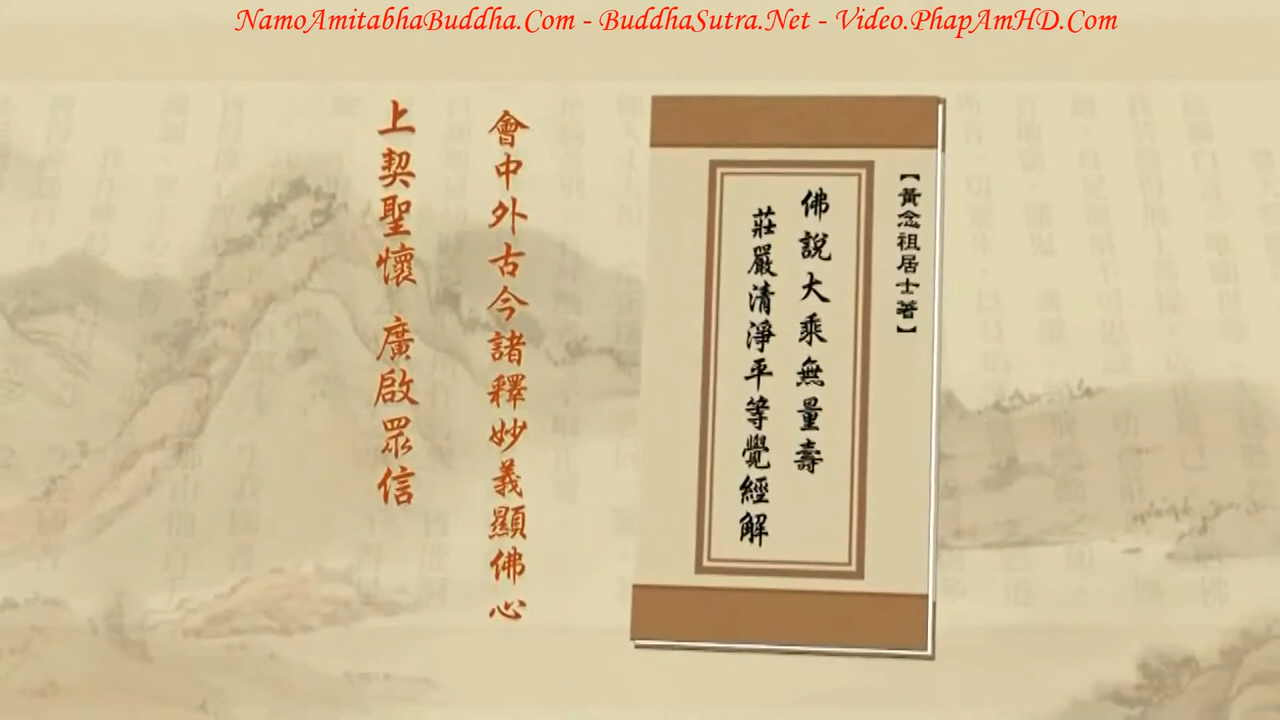 NamoAmitabhaBuddha.Com - BuddhaSutra.Net - Video.PhapAmHD.Com
【黃念祖居士著】
佛說大乘無量壽
莊嚴清淨平等覺經解
會中外古今諸釋妙義顯佛心
上契聖懷 廣啟眾信